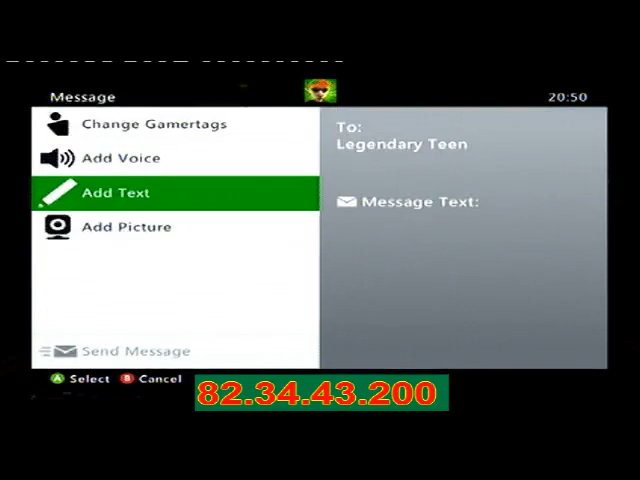 Message
20:50
Change Gamertags
Add Voice
Add Text
Add Picture
Send Message
To:
Legendary Teen
Message Text:
A Select B Cancel
82.34.43.200